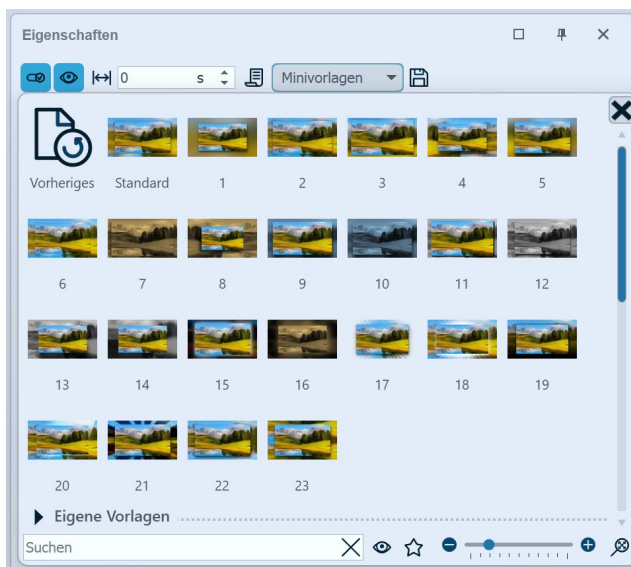 Eigenschaften
0 s Minivorlagen
Vorheriges Standard 1 2 3 4 5
6 7 8 9 10 11 12
13 14 15 16 17 18 19
20 21 22 23
Eigene Vorlagen
Suchen